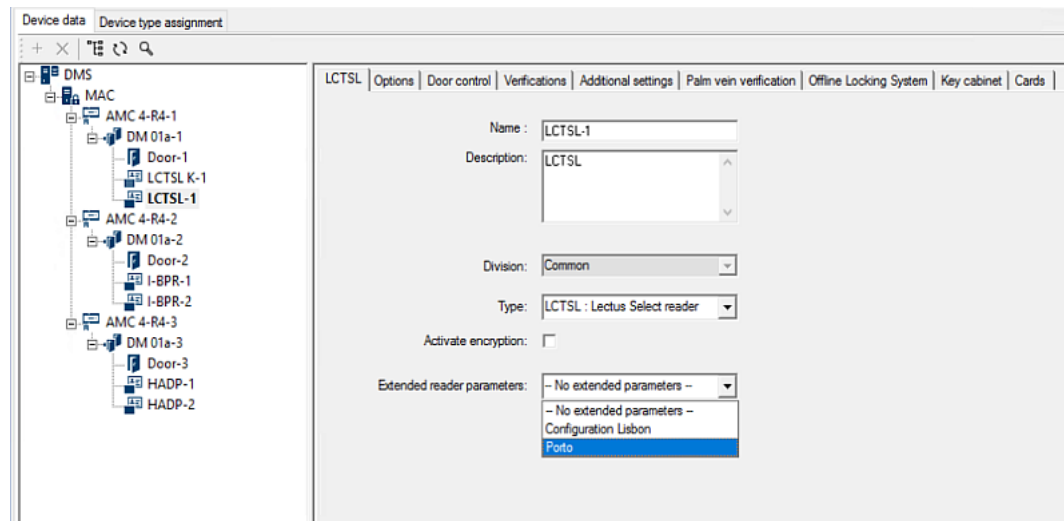 Device data Device type assignment
DMS
MAC
AMC 4-R4-1
DM 01a-1
Door-1
LCTSL K-1
LCTSL-1
AMC 4-R4-2
DM 01a-2
Door-2
I-BPR-1
I-BPR-2
AMC 4-R4-3
DM 01a-3
Door-3
HADP-1
HADP-2
LCTSL Options Door control Verifications Additional settings Palm vein verification Offline Locking System Key cabinet Cards
Name : LCTSL-1
Description: LCTSL
Division: Common
Type: LCTSL : Lectus Select reader
Activate encryption:
Extended reader parameters: -- No extended parameters --
-- No extended parameters --
Configuration Lisbon
Porto